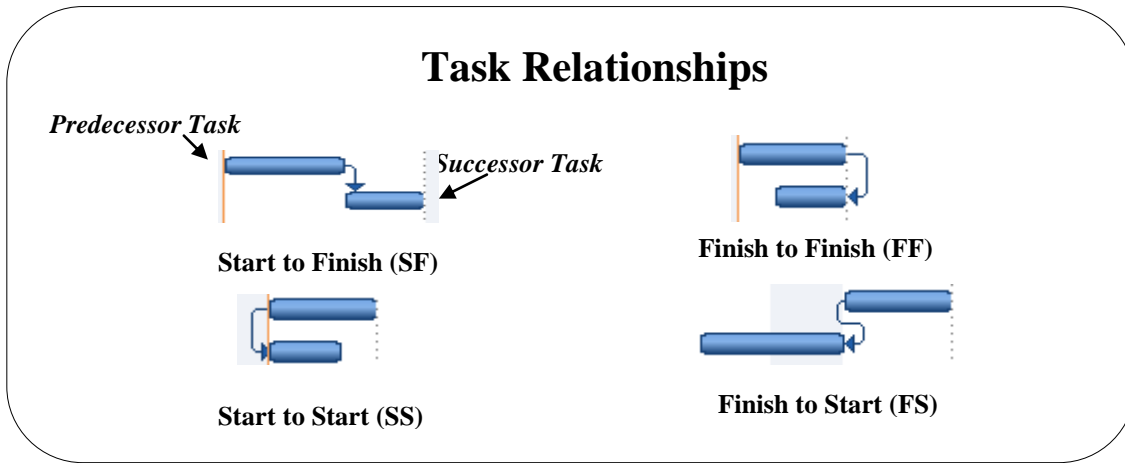 Task Relationships
Predecessor Task
Successor Task
Start to Finish (SF)
Finish to Finish (FF)
Start to Start (SS)
Finish to Start (FS)